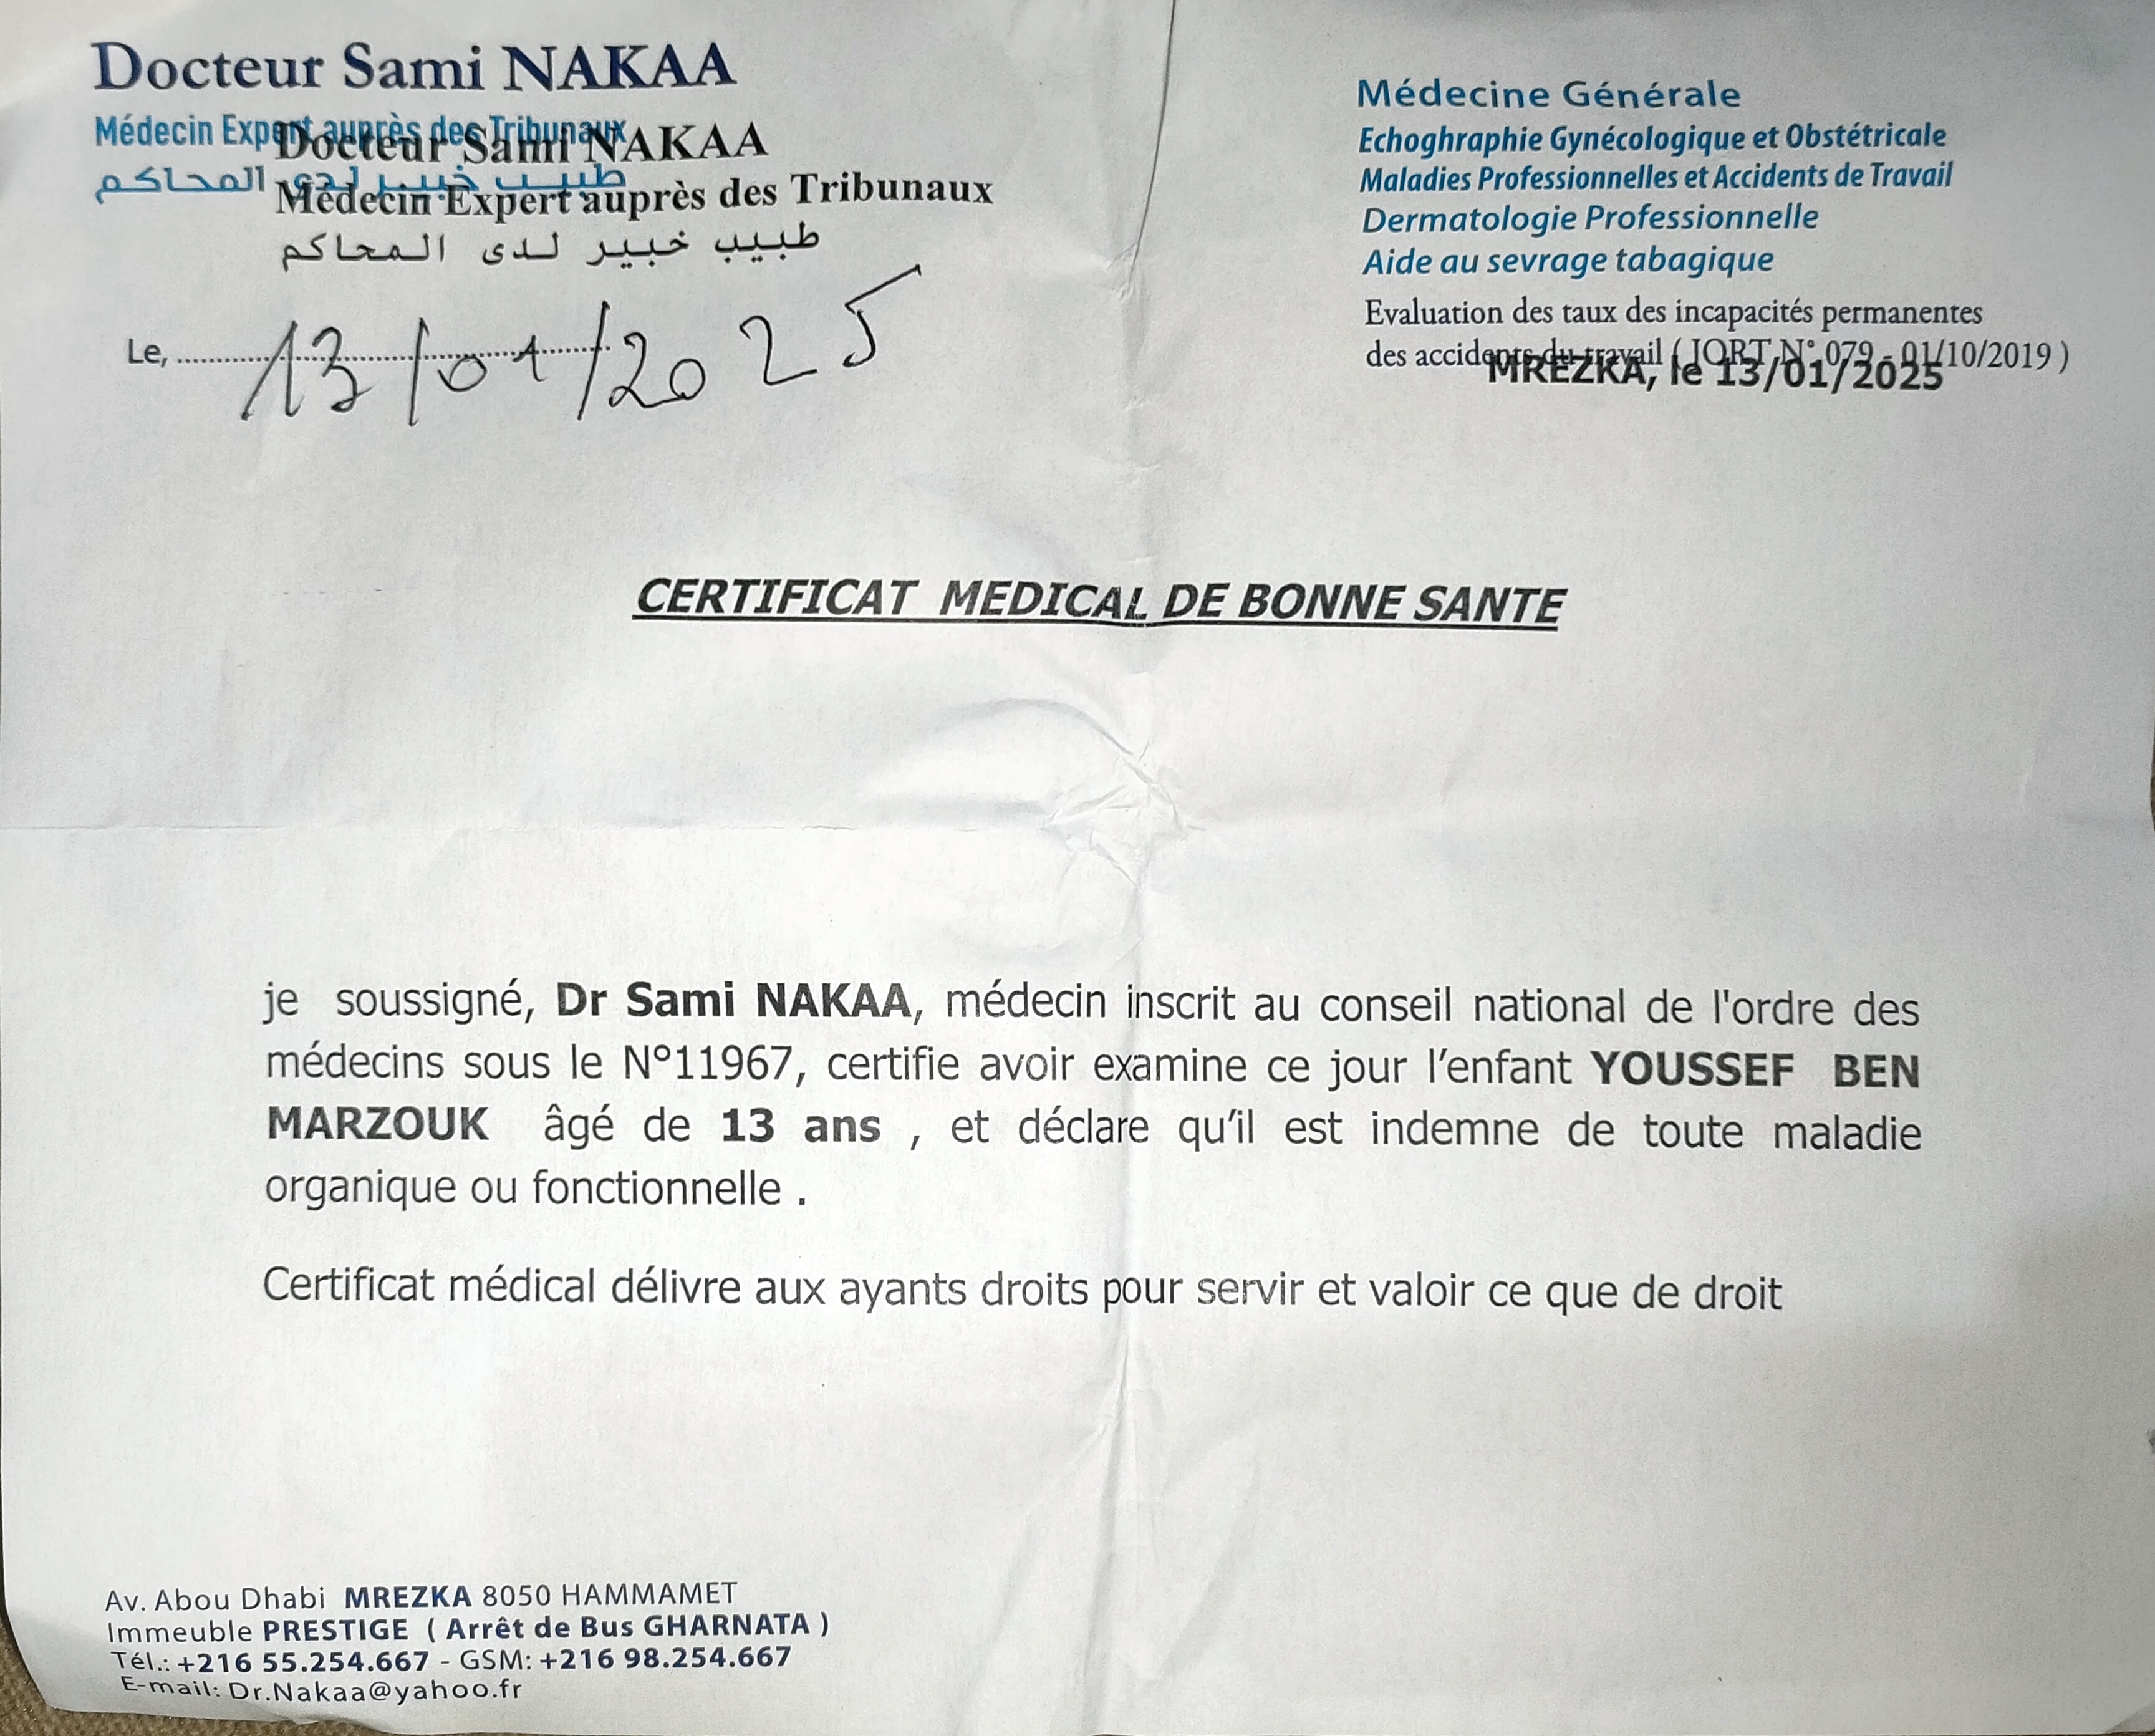 Docteur Sami NAKAA
Médecin Expert auprès des Tribunaux
طبيب خبير لدى المحاكم
Docteur Sami NAKAA
Médecin Expert auprès des Tribunaux
طبيب خبير لدى المحاكم
Le, 13/01/2025
Médecine Générale
Echoghraphie Gynécologique et Obstétricale
Maladies Professionnelles et Accidents de Travail
Dermatologie Professionnelle
Aide au sevrage tabagique
Evaluation des taux des incapacités permanentes
des accidents du travail ( JORT N° 079 - 01/10/2019 )
MREZKA, le 13/01/2025
CERTIFICAT MEDICAL DE BONNE SANTE
je soussigné, Dr Sami NAKAA, médecin inscrit au conseil national de l'ordre des
médecins sous le N°11967, certifie avoir examine ce jour l'enfant YOUSSEF BEN
MARZOUK âgé de 13 ans , et déclare qu'il est indemne de toute maladie
organique ou fonctionnelle .
Certificat médical délivre aux ayants droits pour servir et valoir ce que de droit
Av. Abou Dhabi MREZKA 8050 HAMMAMET
Immeuble PRESTIGE ( Arrêt de Bus GHARNATA )
Tél.: +216 55.254.667 - GSM: +216 98.254.667
E-mail: Dr.Nakaa@yahoo.fr